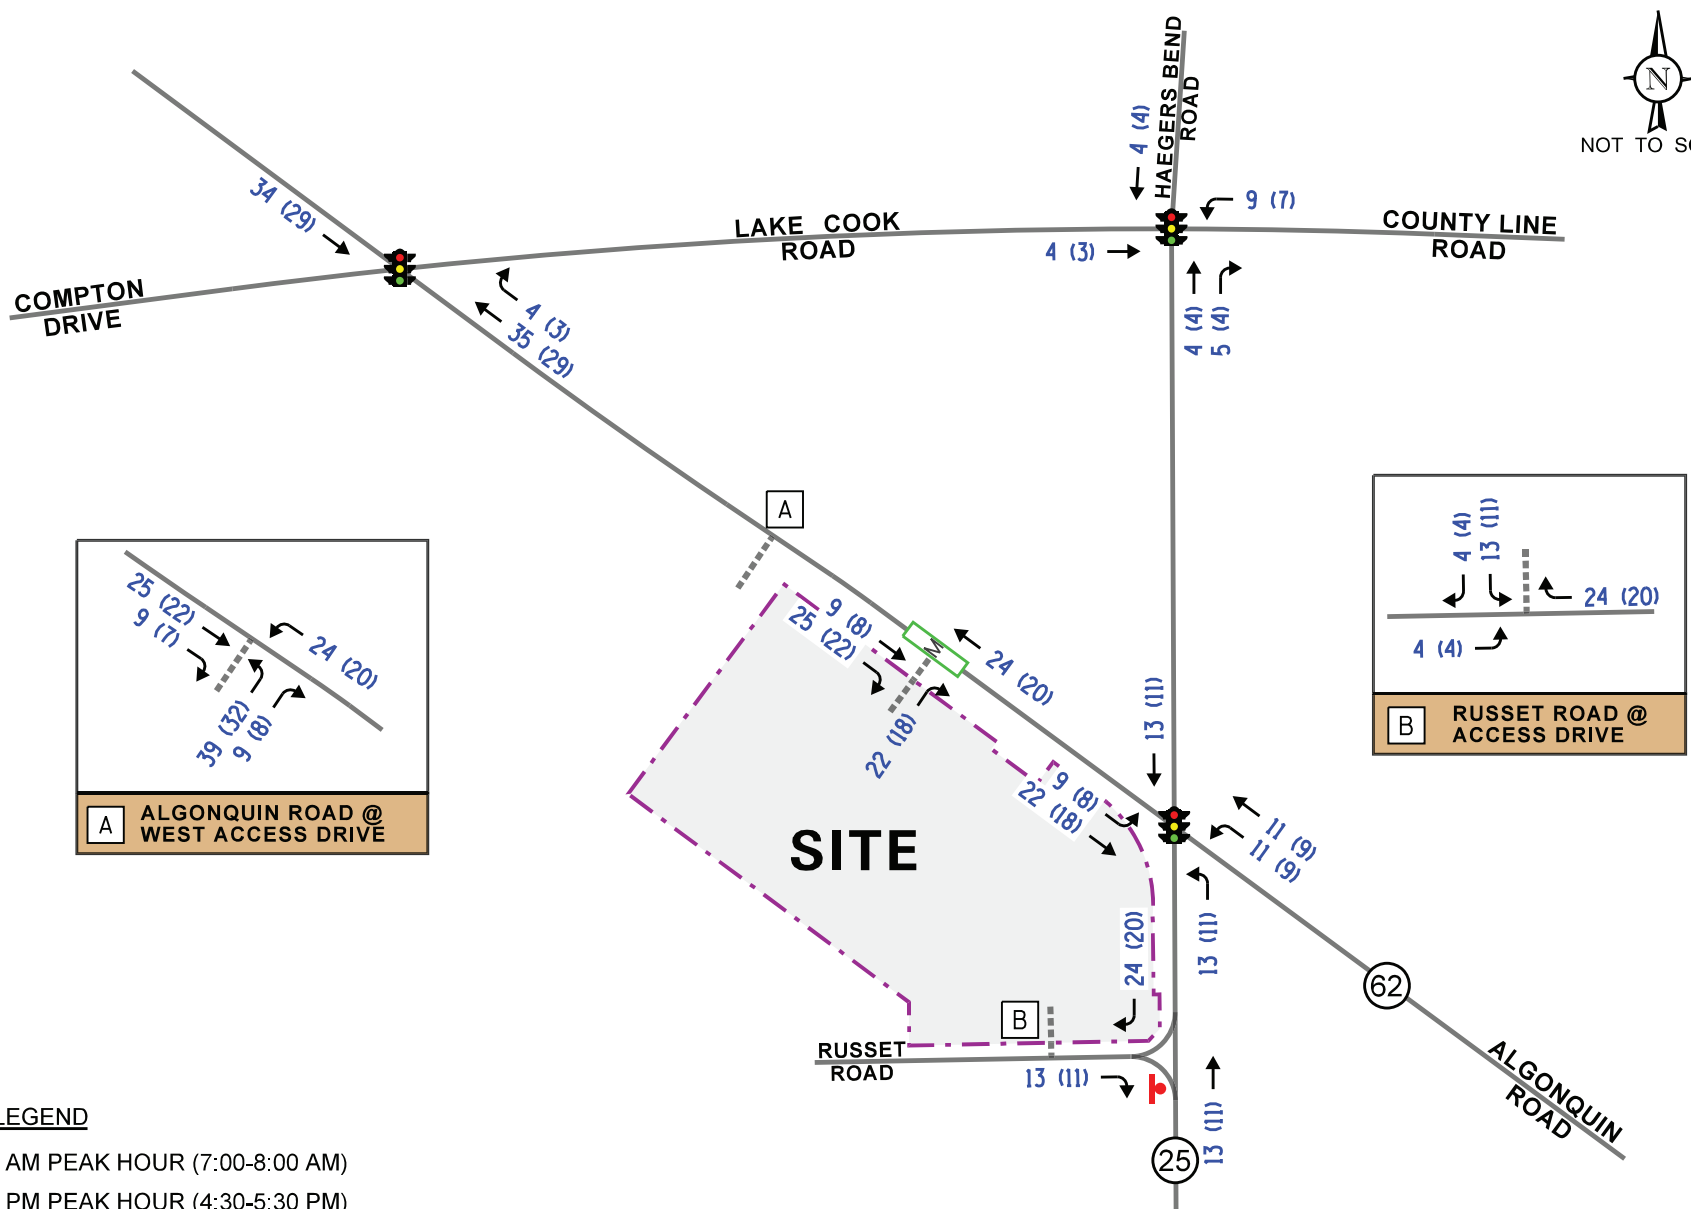 HAEGERS BEND
ROAD
N
NOT TO
4 (4)
9 (7)
34 (29)
LAKE COOK
ROAD
COUNTY LINE
ROAD
4 (3)
COMPTON
DRIVE
4 (3)
35 (29)
4 (4)
5 (4)
A
25 (22)
9 (7)
24 (20)
39 (32)
9 (8)
A
ALGONQUIN ROAD @
WEST ACCESS DRIVE
4 (4)
13 (11)
24 (20)
4 (4)
B
RUSSET ROAD @
ACCESS DRIVE
9 (8)
25 (22)
M
24 (20)
22 (18)
13 (11)
9 (8)
22 (18)
11 (9)
11 (9)
SITE
13 (11)
24 (20)
62
B
RUSSET
ROAD
13 (11)
13 (11)
25
ALGONQUIN
ROAD
LEGEND
AM PEAK HOUR (7:00-8:00 AM)
PM PEAK HOUR (4:30-5:30 PM)